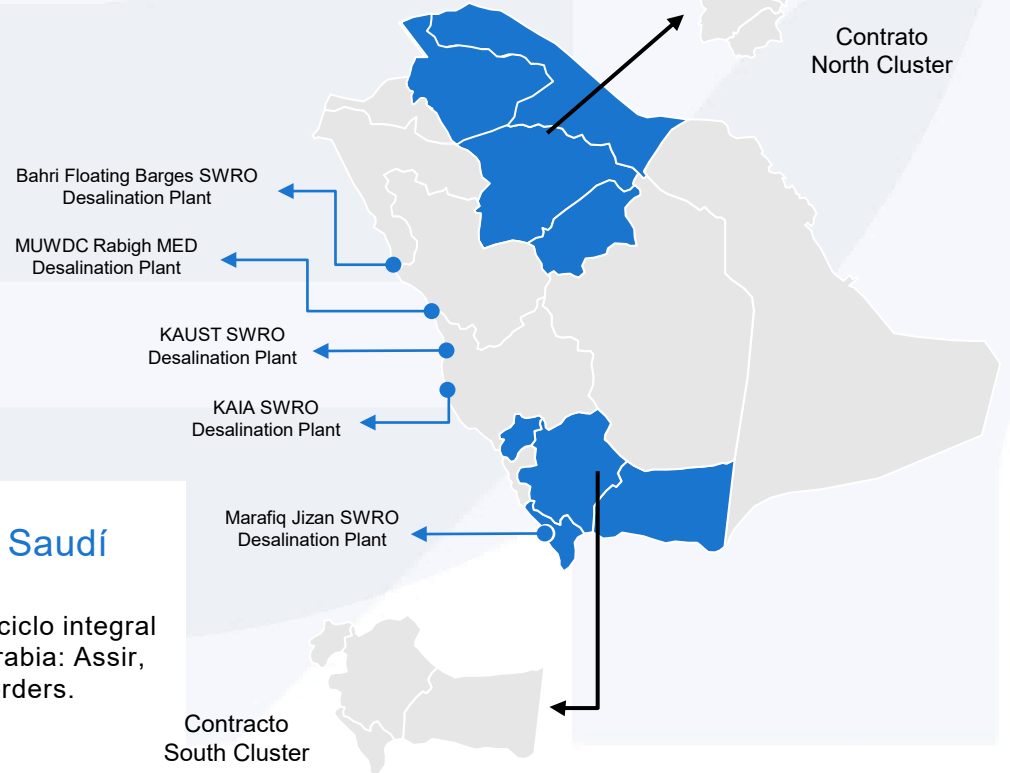 Contrato
North Cluster
Bahri Floating Barges SWRO
Desalination Plant
MUWDC Rabigh MED
Desalination Plant
KAUST SWRO
Desalination Plant
KAIA SWRO
Desalination Plant
Marafiq Jizan SWRO
Desalination Plant
Saudí
ciclo integral
rabia: Assir,
rders.
Contracto
South Cluster